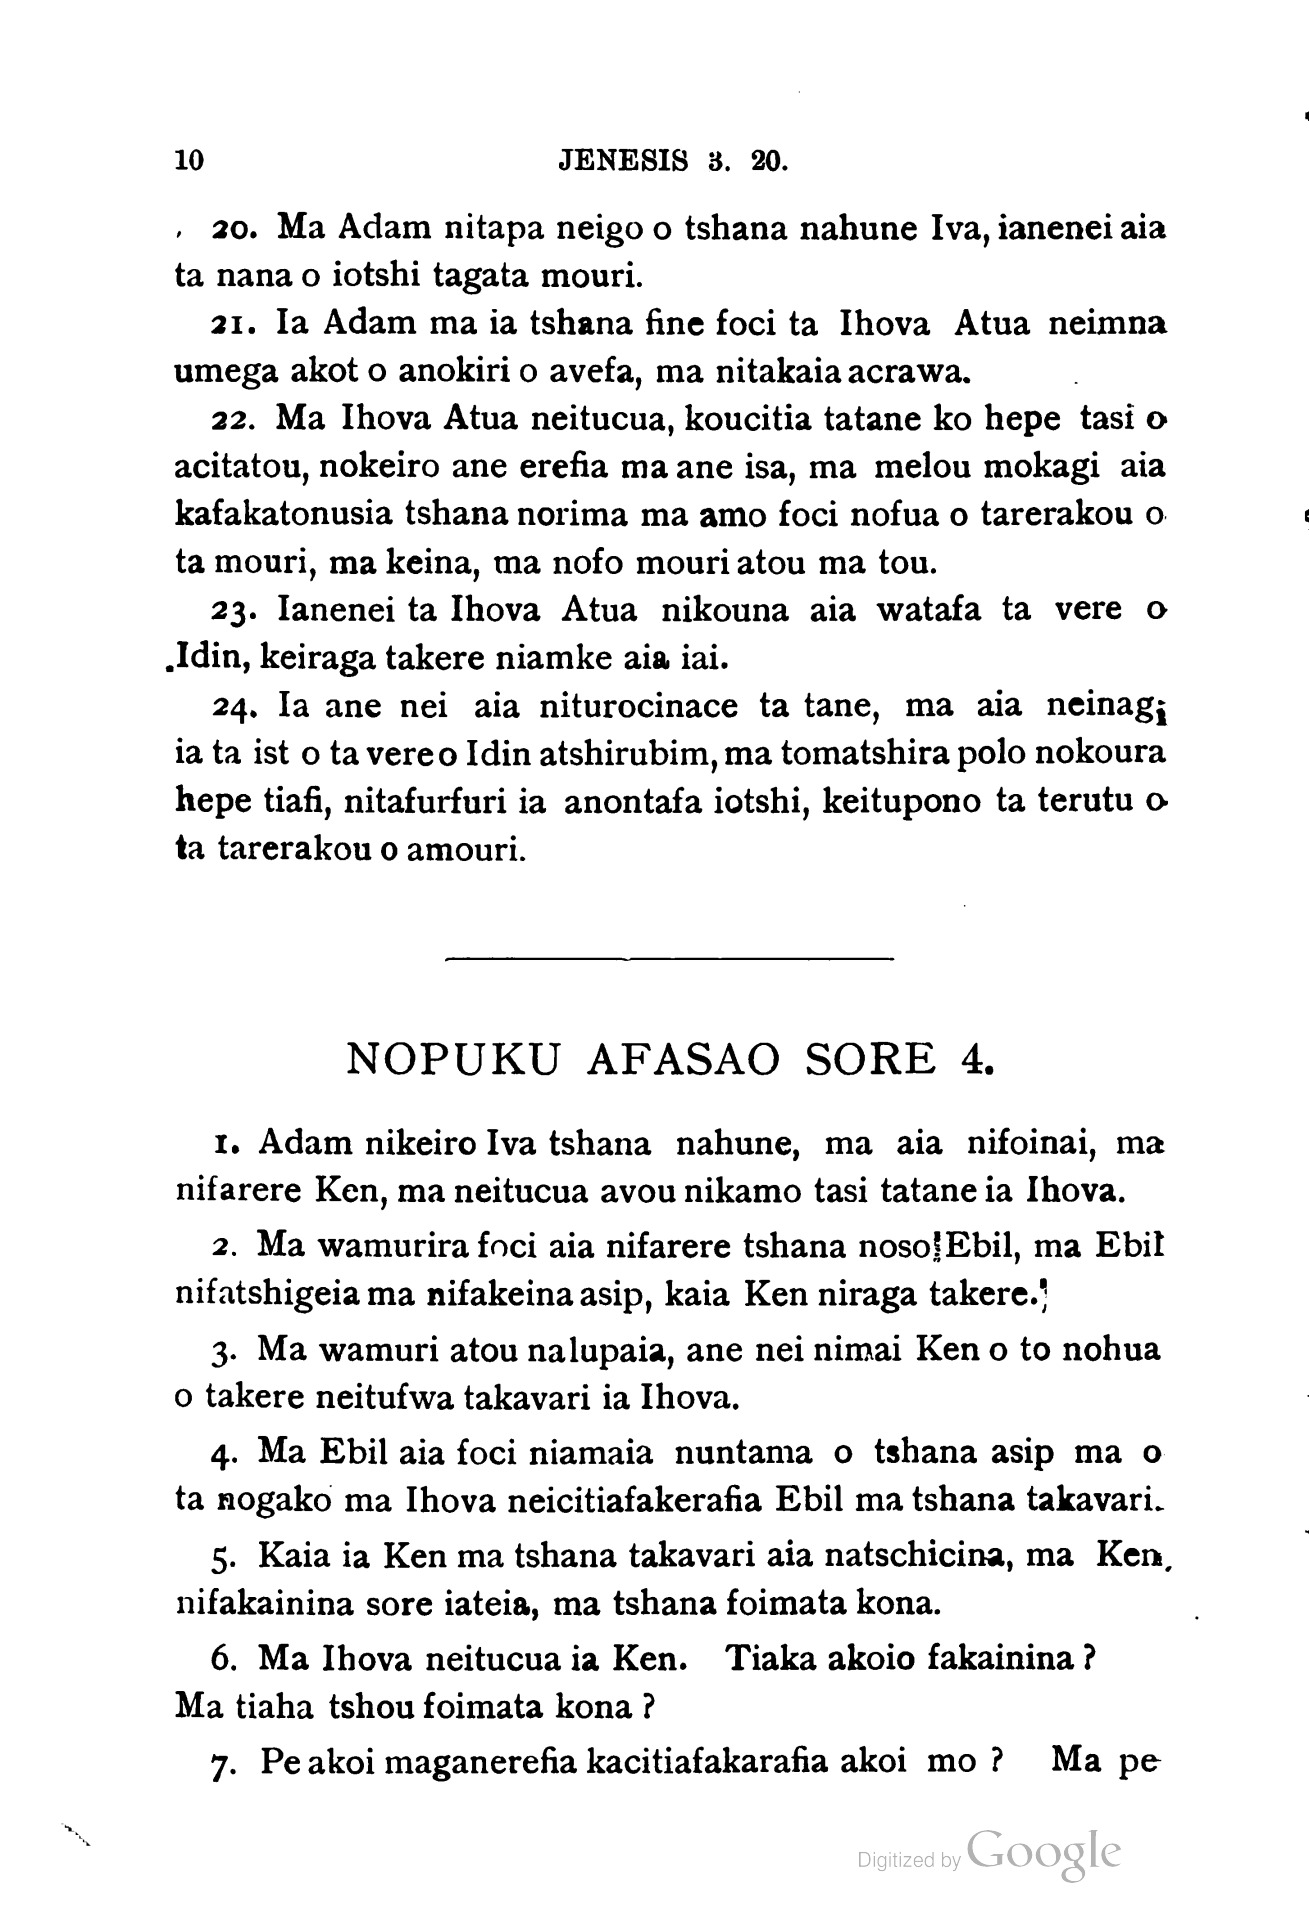 10 JENESIS 3. 20.
20. Ma Adam nitapa neigo o tshana nahune Iva, ianenei aia
ta nana o iotshi tagata mouri.
21. Ia Adam ma ia tshana fine foci ta Ihova Atua neimna
umega akot o anokiri o avefa, ma nitakaia acrawa.
22. Ma Ihova Atua neitucua, koucitia tatane ko hepe tasi o
acitatou, nokeiro ane erefia ma ane isa, ma melou mokagi aia
kafakatonusia tshana norima ma amo foci nofua o tarerakou o
ta mouri, ma keina, ma nofo mouri atou ma tou.
23. Ianenei ta Ihova Atua nikouna aia watafa ta vere o
Idin, keiraga takere niamke aia iai.
24. Ia ane nei aia niturocinace ta tane, ma aia neinagi
ia ta ist o ta vere o Idin atshirubim, ma tomatshira polo nokoura
hepe tiafi, nitafurfuri ia anontafa iotshi, keitupono ta terutu o
ta tarerakou o amouri.
NOPUKU AFASAO SORE 4.
1. Adam nikeiro Iva tshana nahune, ma aia nifoinai, ma
nifarere Ken, ma neitucua avou nikamo tasi tatane ia Ihova.
2. Ma wamurira foci aia nifarere tshana noso Ebil, ma Ebil
nifatshigeia ma nifakeina asip, kaia Ken niraga takere.
3. Ma wamuri atou nalupaia, ane nei nimai Ken o to nohua
o takere neitufwa takavari ia Ihova.
4. Ma Ebil aia foci niamaia nuntama o tshana asip ma o
ta nogako ma Ihova neicitiafakerafia Ebil ma tshana takavari.
5. Kaia ia Ken ma tshana takavari aia natschicina, ma Ken
nifakainina sore iateia, ma tshana foimata kona.
6. Ma Ihova neitucua ia Ken. Tiaka akoio fakainina ?
Ma tiaha tshou foimata kona ?
7. Pe akoi maganerefia kacitiafakarafia akoi mo ? Ma pe
Digitized by Google